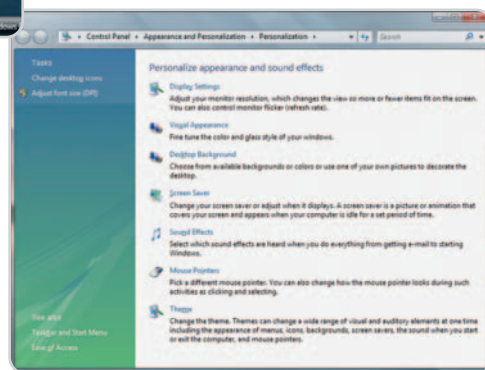 Control Panel ▸ Appearance and Personalization ▸ Personalization ▸
Search
Tasks
Change desktop icons
Adjust font size (DPI)
Personalize appearance and sound effects
Display Settings
Adjust your monitor resolution, which changes the view so more or fewer items fit on the screen.
You can also control monitor flicker (refresh rate).
Visual Appearance
Fine tune the color and glass style of your windows.
Desktop Background
Choose from available backgrounds or colors or use one of your own pictures to decorate the
desktop.
Screen Saver
Change your screen saver or adjust when it displays. A screen saver is a picture or animation that
covers your screen and appears when your computer is idle for a set period of time.
Sound Effects
Select which sound effects are heard when you do everything from getting e-mail to starting
Windows.
Mouse Pointers
Pick a different mouse pointer. You can also change how the mouse pointer looks during such
activities as clicking and selecting.
Theme
Change the theme. Themes can change a wide range of visual and auditory elements at one time
including the appearance of menus, icons, backgrounds, screen savers, the sound when you start
or exit the computer, and mouse pointers.
See also
Taskbar and Start Menu
Ease of Access